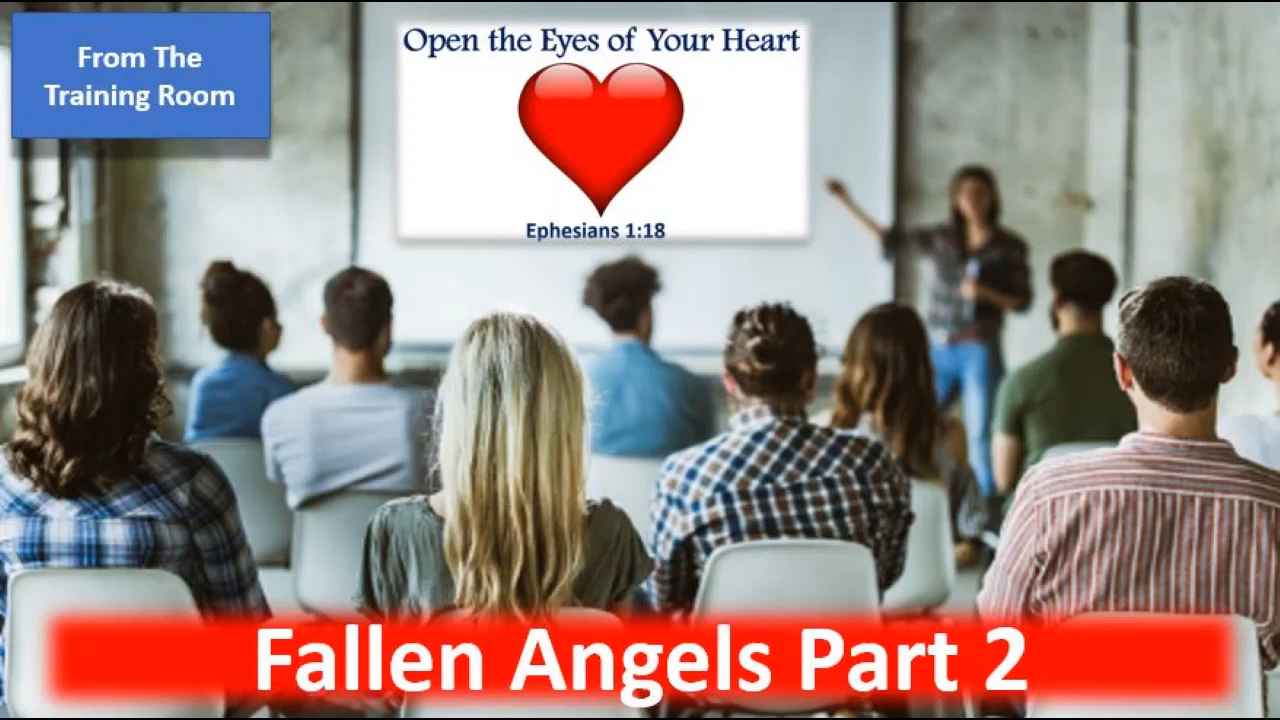 From The
Training Room
Open the Eyes of Your Heart
Ephesians 1:18
Fallen Angels Part 2